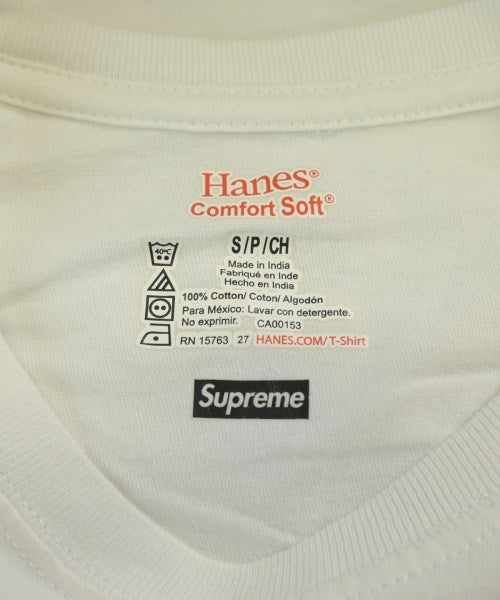 Hanes®
Comfort Soft®
S/P/CH
40°C
Made in India
Fabriqué en Inde
Hecho en India
100% Cotton/ Coton/ Algodón
Para México: Lavar con detergente.
No exprimir. CA00153
RN 15763 27 HANES.COM/T-Shirt
Supreme